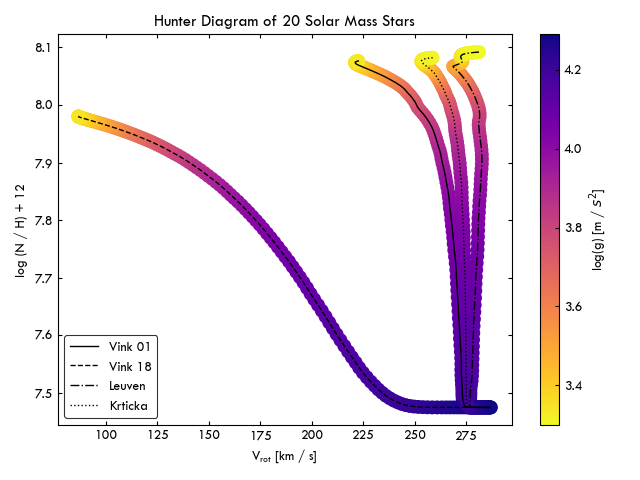 Hunter Diagram of 20 Solar Mass Stars
8.1
8.0
7.9
7.8
7.7
7.6
7.5
log (N / H) + 12
Vink 01
Vink 18
Leuven
Krticka
100 125 150 175 200 225 250 275
V_rot [km / s]
4.2
4.0
3.8
3.6
3.4
log(g) [m / s²]